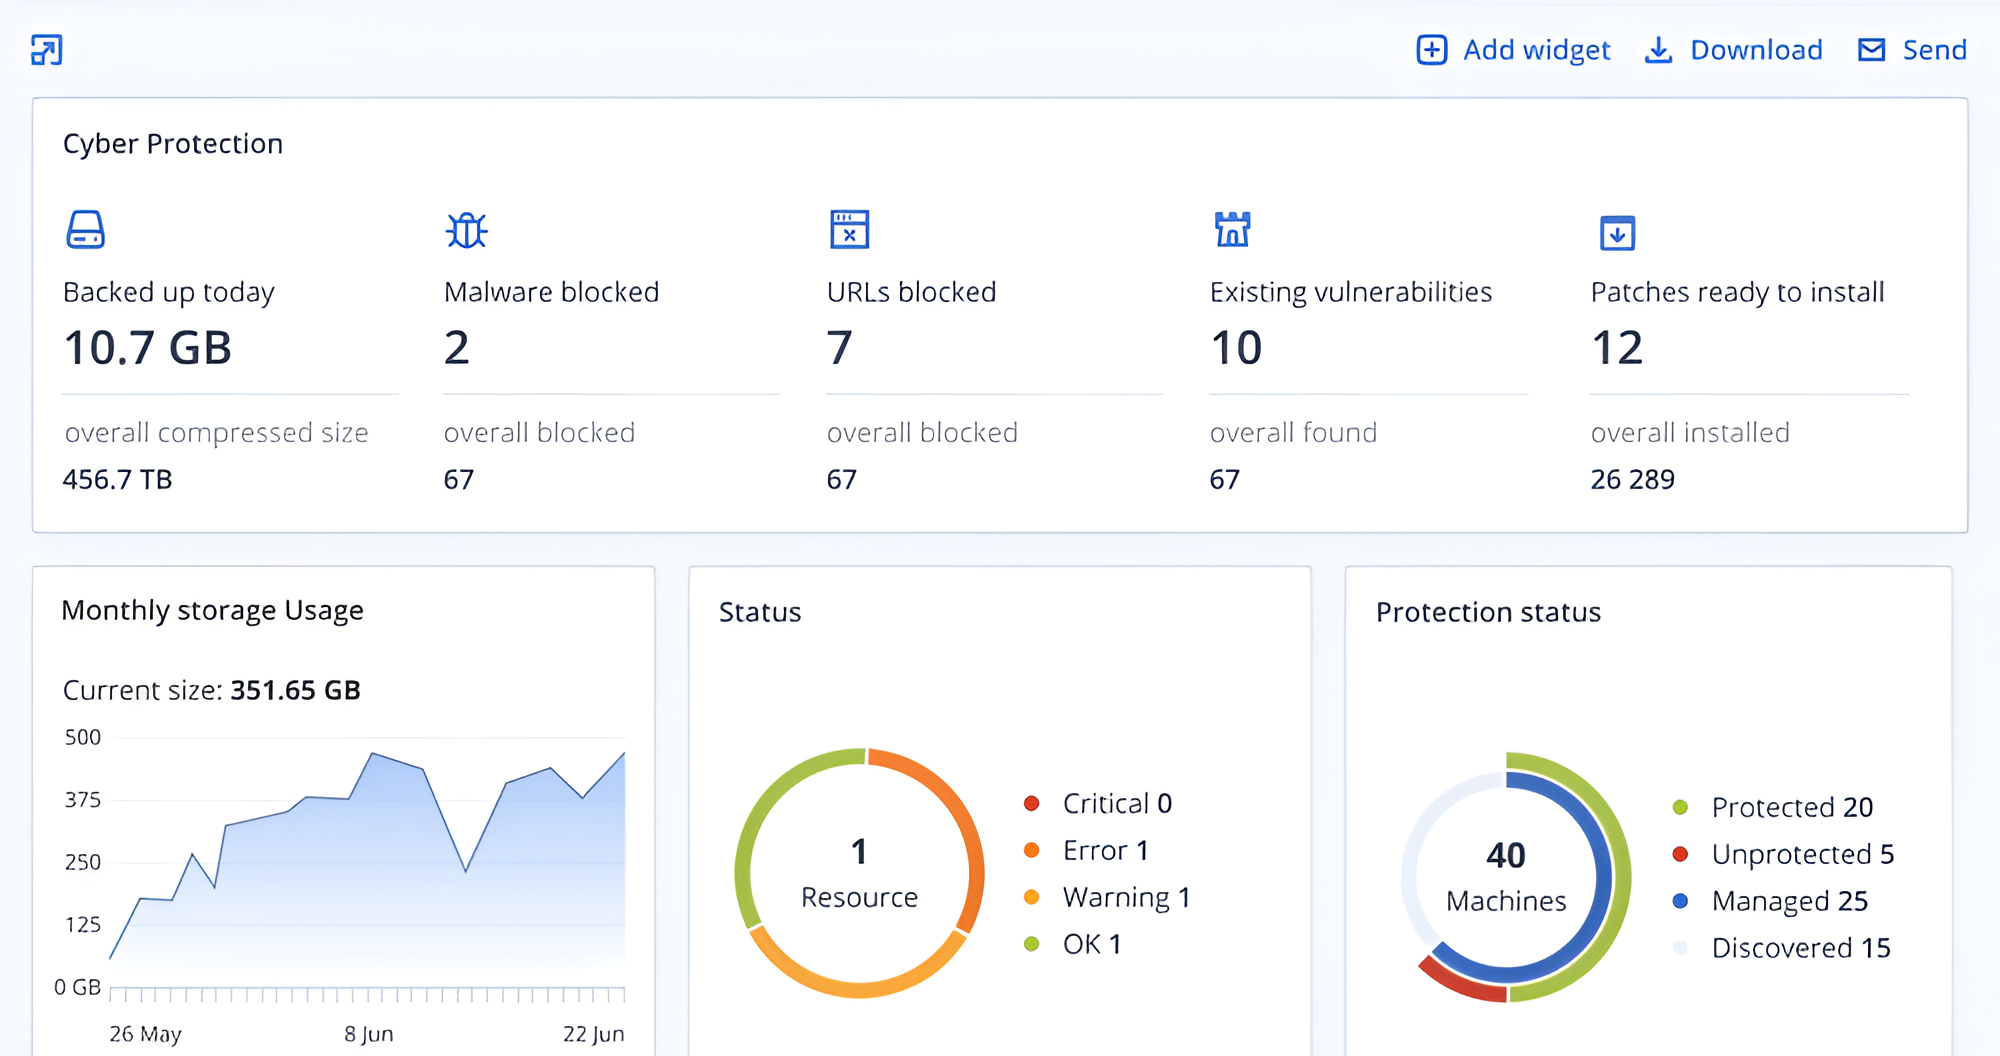 Add widget Download Send
Cyber Protection
Backed up today
10.7 GB
overall compressed size
456.7 TB
Malware blocked
2
overall blocked
67
URLs blocked
7
overall blocked
67
Existing vulnerabilities
10
overall found
67
Patches ready to install
12
overall installed
26 289
Monthly storage Usage
Current size: 351.65 GB
500
375
250
125
0 GB
26 May 8 Jun 22 Jun
Status
1
Resource
Critical 0
Error 1
Warning 1
OK 1
Protection status
40
Machines
Protected 20
Unprotected 5
Managed 25
Discovered 15